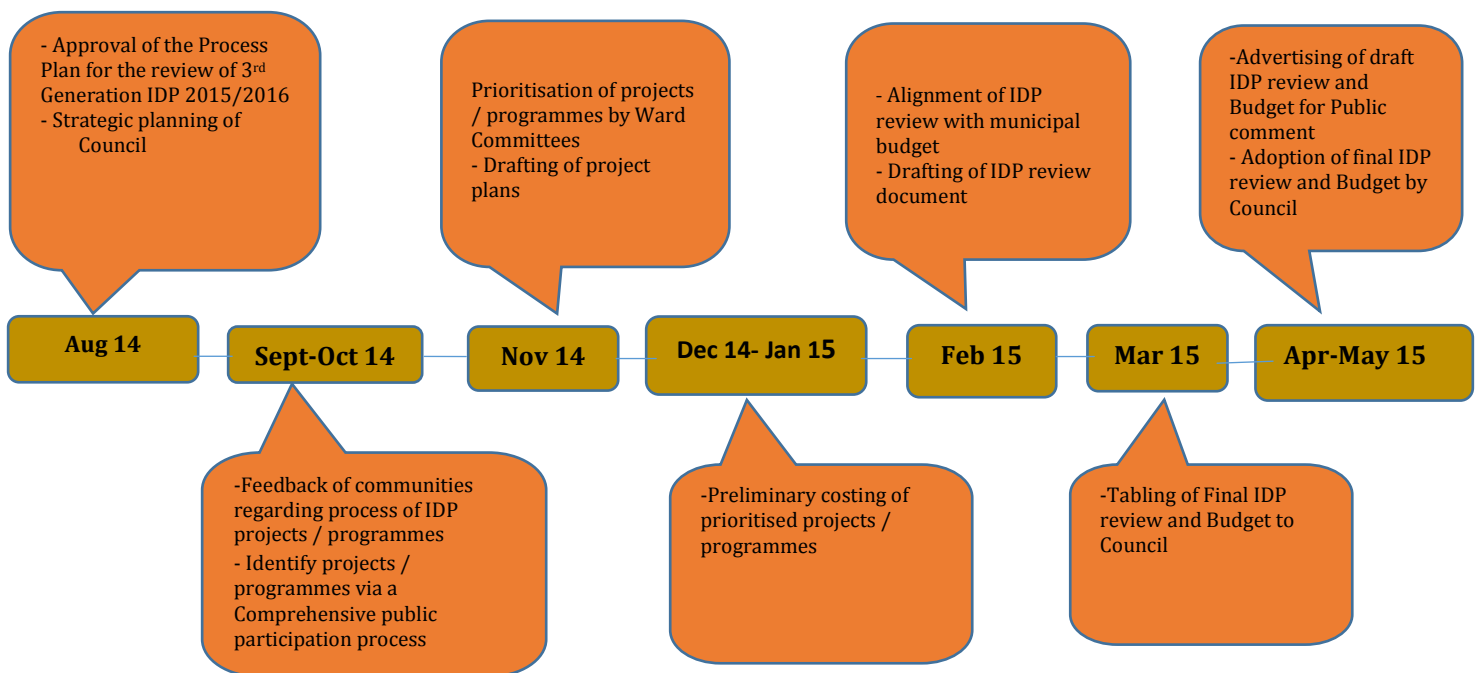 - Approval of the Process
Plan for the review of 3rd
Generation IDP 2015/2016
- Strategic planning of
Council
Prioritisation of projects
/ programmes by Ward
Committees
- Drafting of project
plans
- Alignment of IDP
review with municipal
budget
- Drafting of IDP review
document
-Advertising of draft
IDP review and
Budget for Public
comment
- Adoption of final IDP
review and Budget by
Council
Aug 14
Sept-Oct 14
Nov 14
Dec 14- Jan 15
Feb 15
Mar 15
Apr-May 15
-Feedback of communities
regarding process of IDP
projects / programmes
- Identify projects /
programmes via a
Comprehensive public
participation process
-Preliminary costing of
prioritised projects /
programmes
-Tabling of Final IDP
review and Budget to
Council